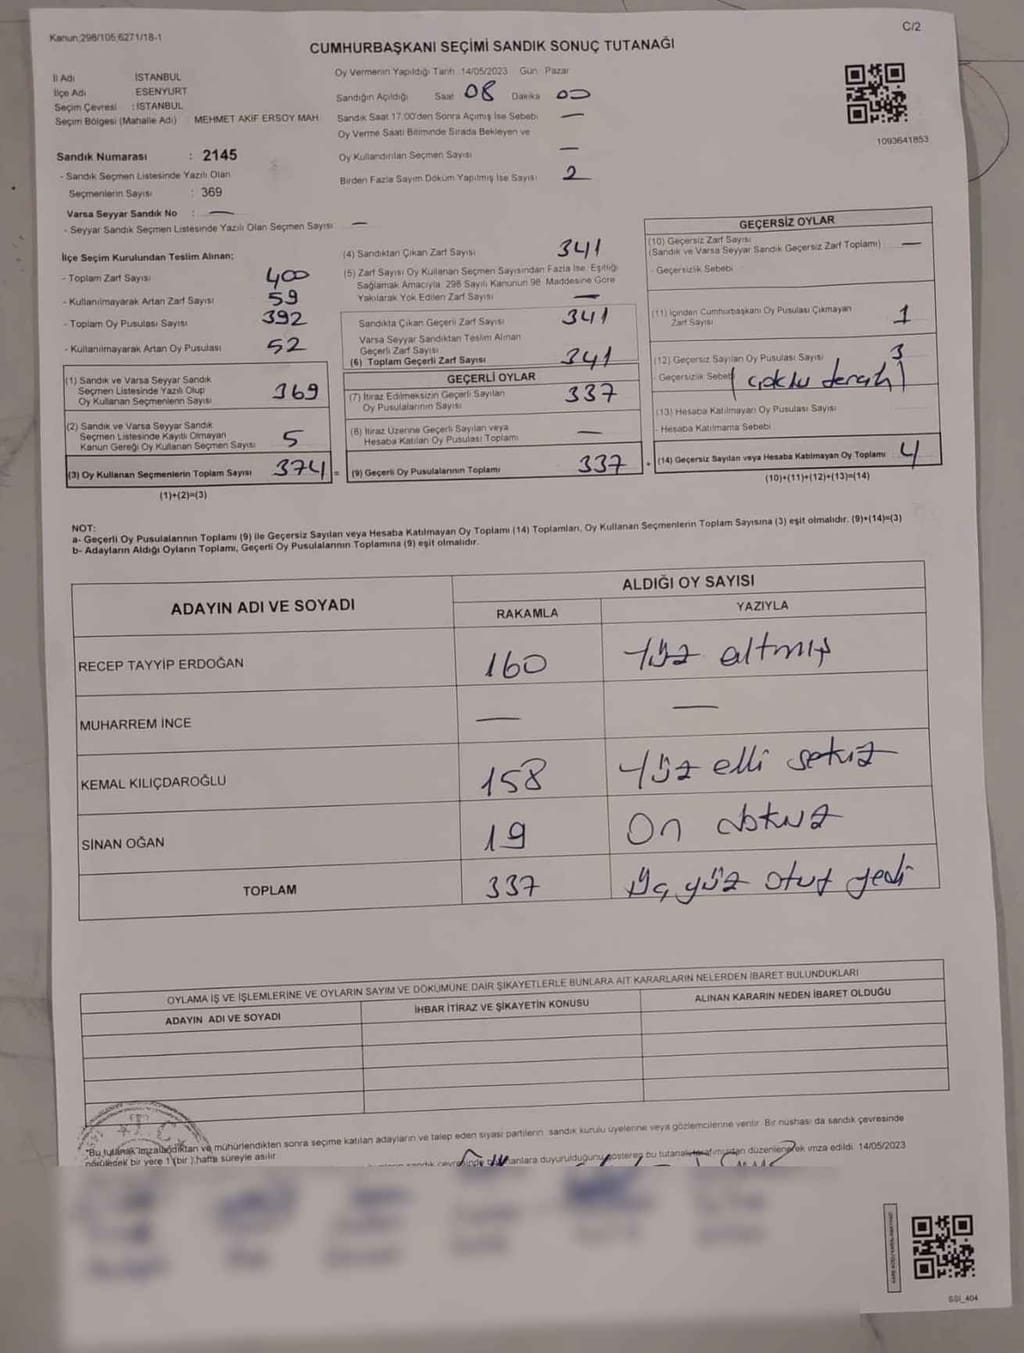 Kanun:298/105;6271/18-1
C/2
CUMHURBAŞKANI SEÇİMİ SANDIK SONUÇ TUTANAĞI
İl Adı İSTANBUL
İlçe Adı ESENYURT
Seçim Çevresi : İSTANBUL
Seçim Bölgesi (Mahalle Adı) MEHMET AKİF ERSOY MAH.
Oy Vermenin Yapıldığı Tarih :14/05/2023 Gün Pazar
Sandığın Açıldığı Saat 08 Dakika 00
Sandık Saat 17:00'den Sonra Açımış İse Sebebi —
Oy Verme Saati Bitiminde Sırada Bekleyen ve
Oy Kullandırılan Seçmen Sayısı —
Birden Fazla Sayım Döküm Yapılmış İse Sayısı 2
1093641853
Sandık Numarası : 2145
- Sandık Seçmen Listesinde Yazılı Olan
Seçmenlerin Sayısı : 369
Varsa Seyyar Sandık No : —
- Seyyar Sandık Seçmen Listesinde Yazılı Olan Seçmen Sayısı —
İlçe Seçim Kurulundan Teslim Alınan;
- Toplam Zarf Sayısı 400
- Kullanılmayarak Artan Zarf Sayısı 59
- Toplam Oy Pusulası Sayısı 392
- Kullanılmayarak Artan Oy Pusulası 52
(1) Sandık ve Varsa Seyyar Sandık
Seçmen Listesinde Yazılı Olup
Oy Kullanan Seçmenlerin Sayısı 369
(2) Sandık ve Varsa Seyyar Sandık
Seçmen Listesinde Kayıtlı Olmayan
Kanun Gereği Oy Kullanan Seçmen Sayısı 5
(3) Oy Kullanan Seçmenlerin Toplam Sayısı 374 =
(1)+(2)=(3)
(4) Sandıktan Çıkan Zarf Sayısı 341
(5) Zarf Sayısı Oy Kullanan Seçmen Sayısından Fazla İse, Eşitliği
Sağlamak Amacıyla 298 Sayılı Kanunun 98. Maddesine Göre
Yakılarak Yok Edilen Zarf Sayısı —
Sandıkta Çıkan Geçerli Zarf Sayısı 341
Varsa Seyyar Sandıktan Teslim Alınan
Geçerli Zarf Sayısı
(6) Toplam Geçerli Zarf Sayısı 341
GEÇERLİ OYLAR
(7) İtiraz Edilmeksizin Geçerli Sayılan
Oy Pusulalarının Sayısı 337
(8) İtiraz Üzerine Geçerli Sayılan veya
Hesaba Katılan Oy Pusulası Toplamı —
(9) Geçerli Oy Pusulalarının Toplamı 337 +
GEÇERSİZ OYLAR
(10) Geçersiz Zarf Sayısı
(Sandık ve Varsa Seyyar Sandık Geçersiz Zarf Toplamı) —
- Geçersizlik Sebebi
(11) İçinden Cumhurbaşkanı Oy Pusulası Çıkmayan
Zarf Sayısı 1
(12) Geçersiz Sayılan Oy Pusulası Sayısı 3
- Geçersizlik Sebebi
(13) Hesaba Katılmayan Oy Pusulası Sayısı
- Hesaba Katılmama Sebebi
(14) Geçersiz Sayılan veya Hesaba Katılmayan Oy Toplamı 4
(10)+(11)+(12)+(13)=(14)
NOT:
a- Geçerli Oy Pusulalarının Toplamı (9) ile Geçersiz Sayılan veya Hesaba Katılmayan Oy Toplamı (14) Toplamları, Oy Kullanan Seçmenlerin Toplam Sayısına (3) eşit olmalıdır. (9)+(14)=(3)
b- Adayların Aldığı Oyların Toplamı, Geçerli Oy Pusulalarının Toplamına (9) eşit olmalıdır.
ADAYIN ADI VE SOYADI
ALDIĞI OY SAYISI
RAKAMLA YAZIYLA
RECEP TAYYİP ERDOĞAN 160 Yüz altmış
MUHARREM İNCE — —
KEMAL KILIÇDAROĞLU 158 Yüz elli sekiz
SİNAN OĞAN 19 On dokuz
TOPLAM 337 Üç yüz otuz yedi
OYLAMA İŞ VE İŞLEMLERİNE VE OYLARIN SAYIM VE DÖKÜMÜNE DAİR ŞİKAYETLERLE BUNLARA AİT KARARLARIN NELERDEN İBARET BULUNDUKLARI
ADAYIN ADI VE SOYADI İHBAR İTİRAZ VE ŞİKAYETİN KONUSU ALINAN KARARIN NEDEN İBARET OLDUĞU
T.C.
"Bu tutanak imzalandıktan ve mühürlendikten sonra seçime katılan adayların ve talep eden siyasi partilerin sandık kurulu üyelerine veya gözlemcilerine verilir. Bir nüshası da sandık çevresinde
görülecek bir yere 1 (bir) hafta süreyle asılır.
duyurulduğunu gösteren bu tutanak tarafımızdan düzenlenerek imza edildi. 14/05/2023
SSI_404